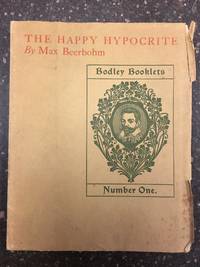 THE HAPPY HYPOCRITE
By Max Beerbohm
Bodley Booklets
Number One.